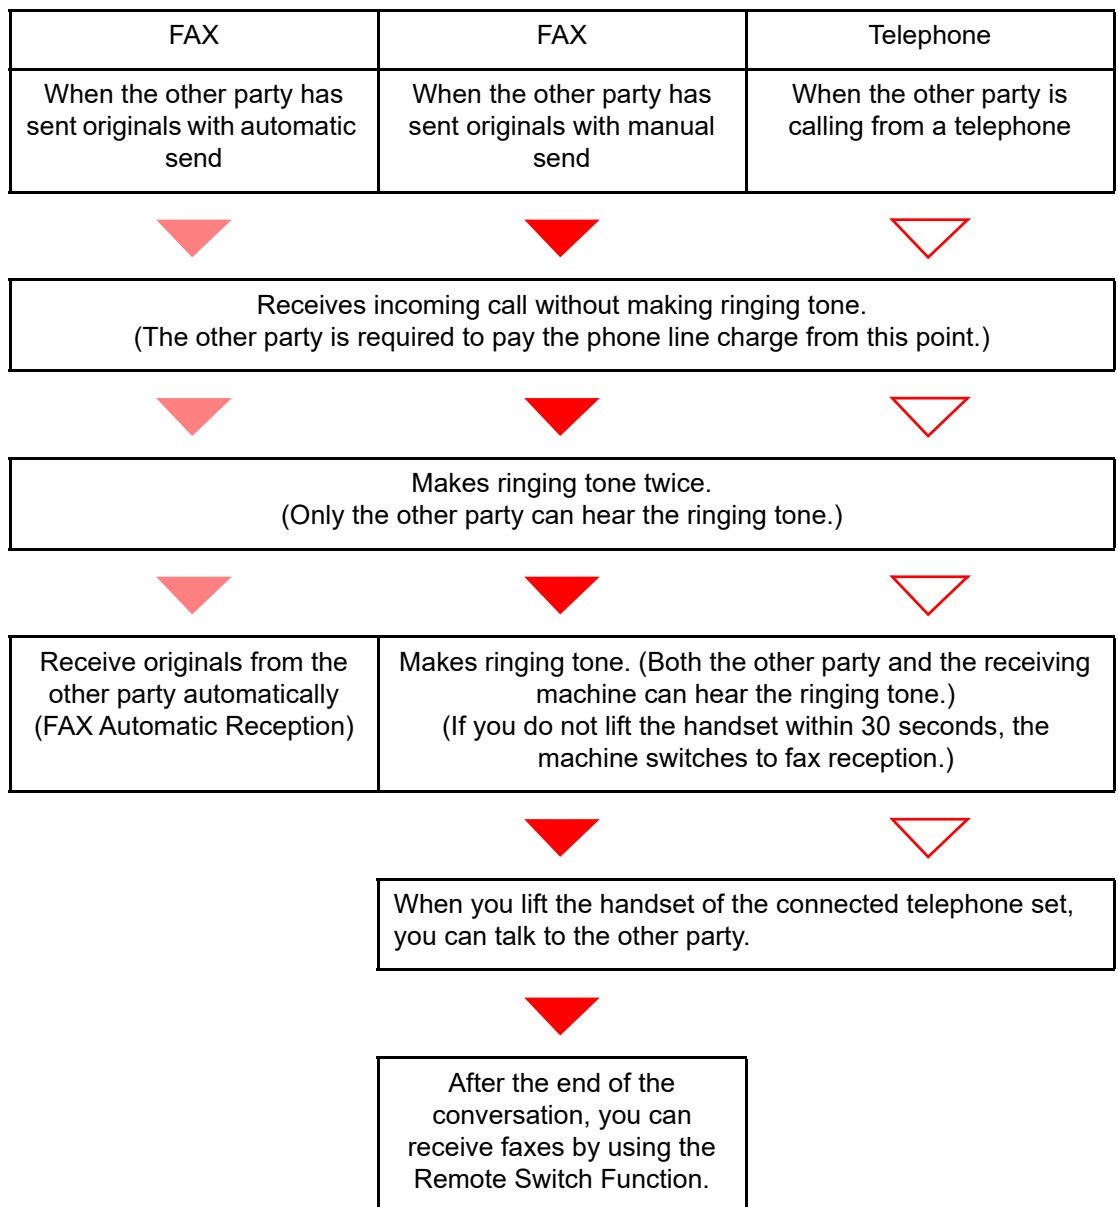 FAX
FAX
Telephone
When the other party has
sent originals with automatic
send
When the other party has
sent originals with manual
send
When the other party is
calling from a telephone
Receives incoming call without making ringing tone.
(The other party is required to pay the phone line charge from this point.)
Makes ringing tone twice.
(Only the other party can hear the ringing tone.)
Receive originals from the
other party automatically
(FAX Automatic Reception)
Makes ringing tone. (Both the other party and the receiving
machine can hear the ringing tone.)
(If you do not lift the handset within 30 seconds, the
machine switches to fax reception.)
When you lift the handset of the connected telephone set,
you can talk to the other party.
After the end of the
conversation, you can
receive faxes by using the
Remote Switch Function.